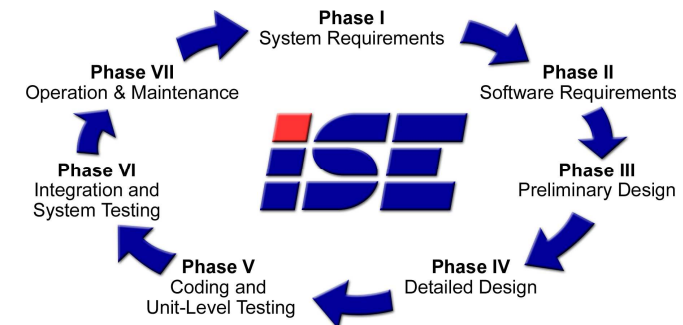 Phase I
System Requirements
Phase II
Software Requirements
Phase III
Preliminary Design
Phase IV
Detailed Design
Phase V
Coding and
Unit-Level Testing
Phase VI
Integration and
System Testing
Phase VII
Operation & Maintenance
iSE